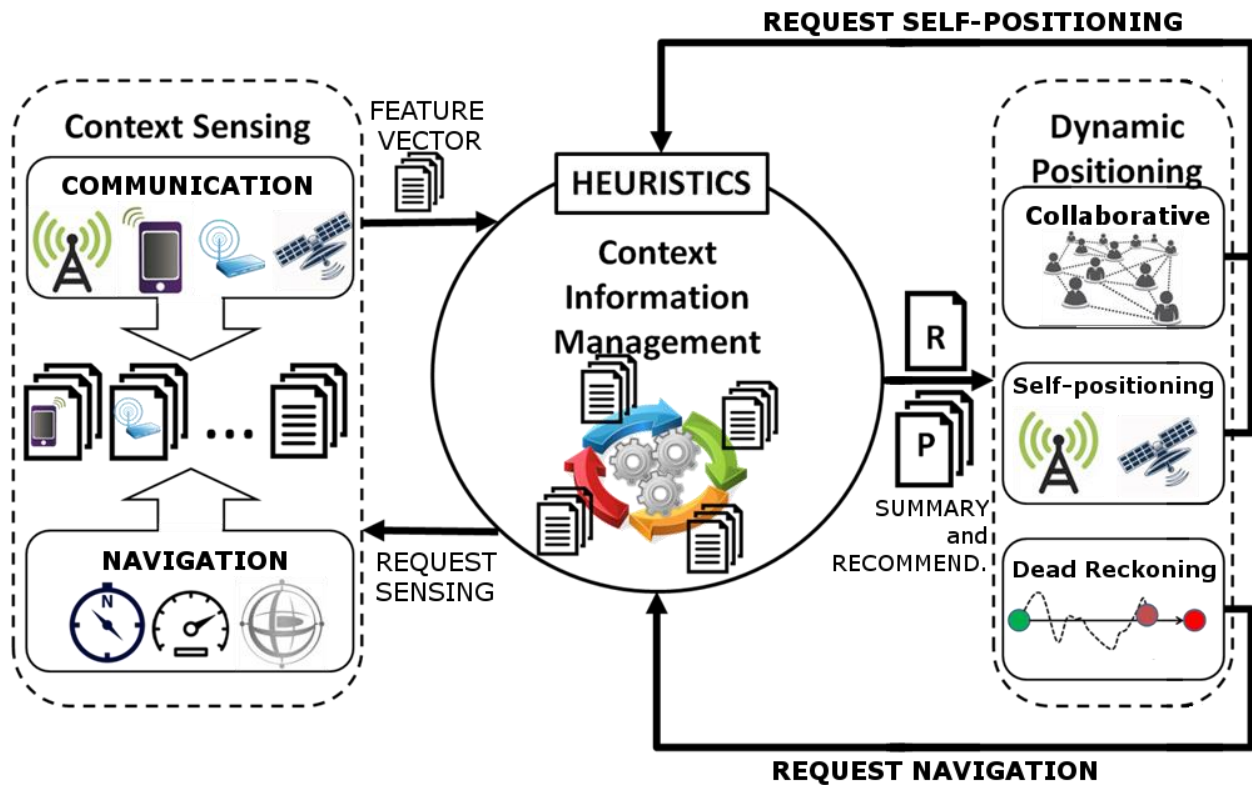 REQUEST SELF-POSITIONING
Context Sensing
COMMUNICATION
...
NAVIGATION
N
FEATURE
VECTOR
REQUEST
SENSING
HEURISTICS
Context
Information
Management
R
P
SUMMARY
and
RECOMMEND.
Dynamic
Positioning
Collaborative
Self-positioning
Dead Reckoning
REQUEST NAVIGATION